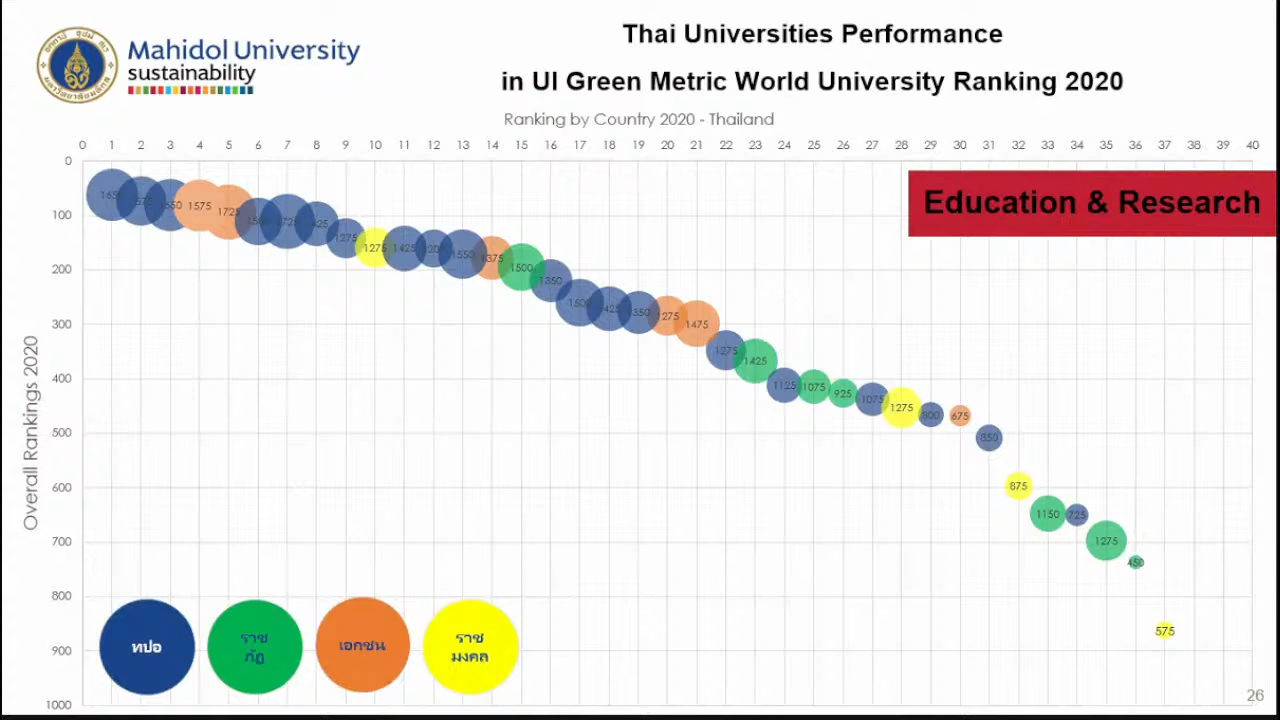 Mahidol University
sustainability
Thai Universities Performance
in UI Green Metric World University Ranking 2020
Ranking by Country 2020 - Thailand
0 1 2 3 4 5 6 7 8 9 10 11 12 13 14 15 16 17 18 19 20 21 22 23 24 25 26 27 28 29 30 31 32 33 34 35 36 37 38 39 40
Education & Research
Overall Rankings 2020
0
100
200
300
400
500
600
700
800
900
1000
1575
1725
1275
1275
1425
1550
1375
1500
1350
1500
1350
1275
1475
1275
1425
1125
1075
925
1075
1275
800
675
850
875
1150
725
1275
450
575
ทปอ
ราช
ภัฏ
เอกชน
ราช
มงคล
26